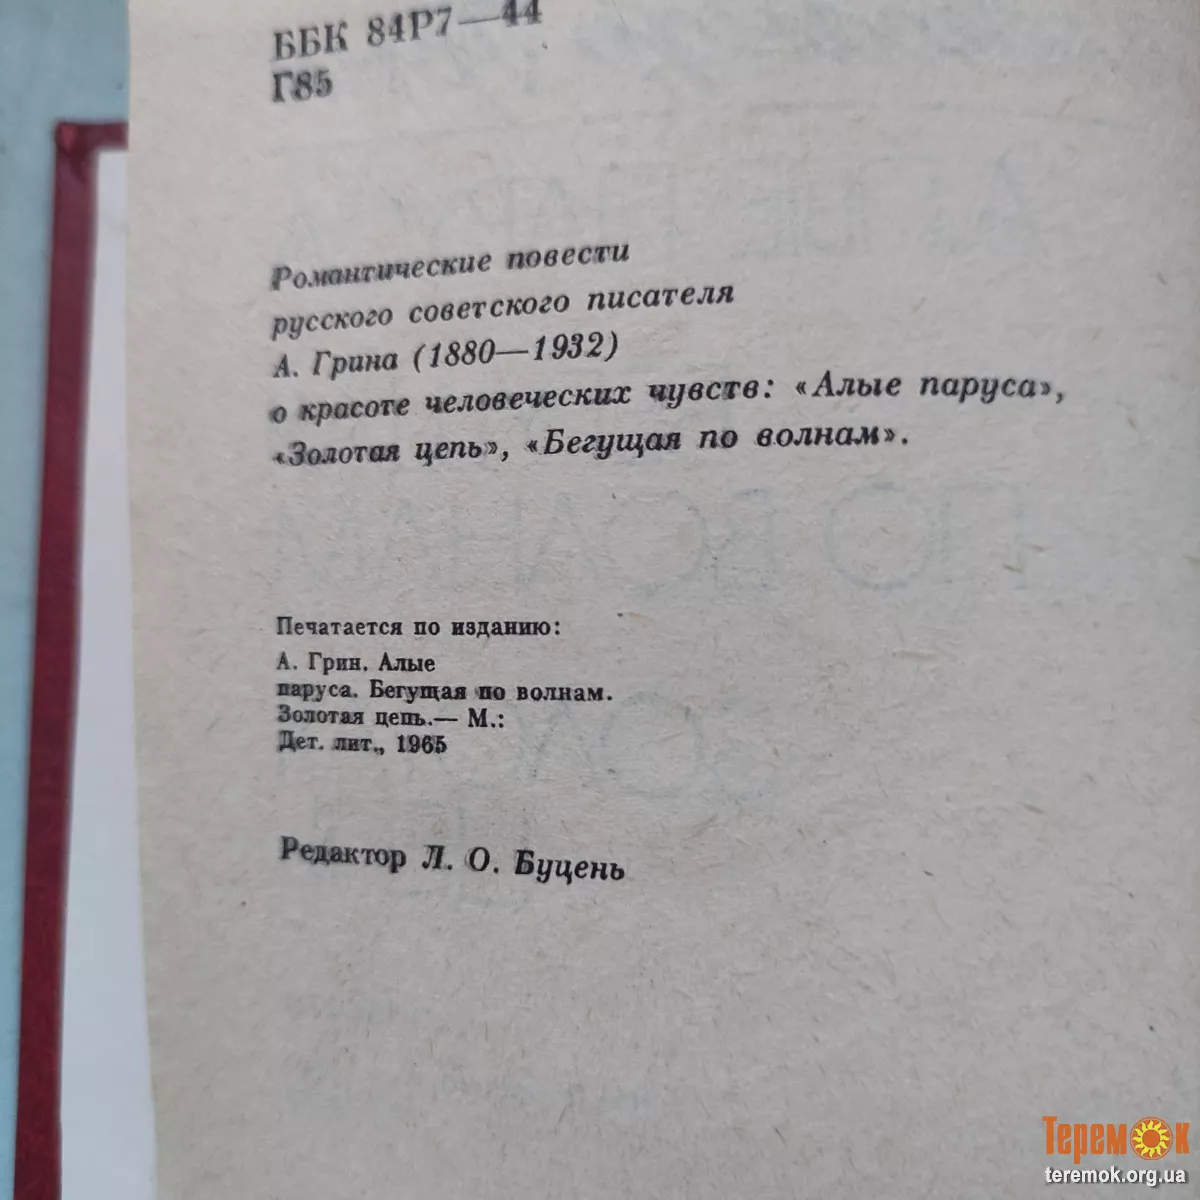 ББК 84Р7—44
Г85
Романтические повести
русского советского писателя
А. Грина (1880—1932)
о красоте человеческих чувств: «Алые паруса»,
«Золотая цепь», «Бегущая по волнам».
Печатается по изданию:
А. Грин. Алые
паруса. Бегущая по волнам.
Золотая цепь.— М.:
Дет. лит., 1965
Редактор Л. О. Буцень
Теремок
teremok.org.ua